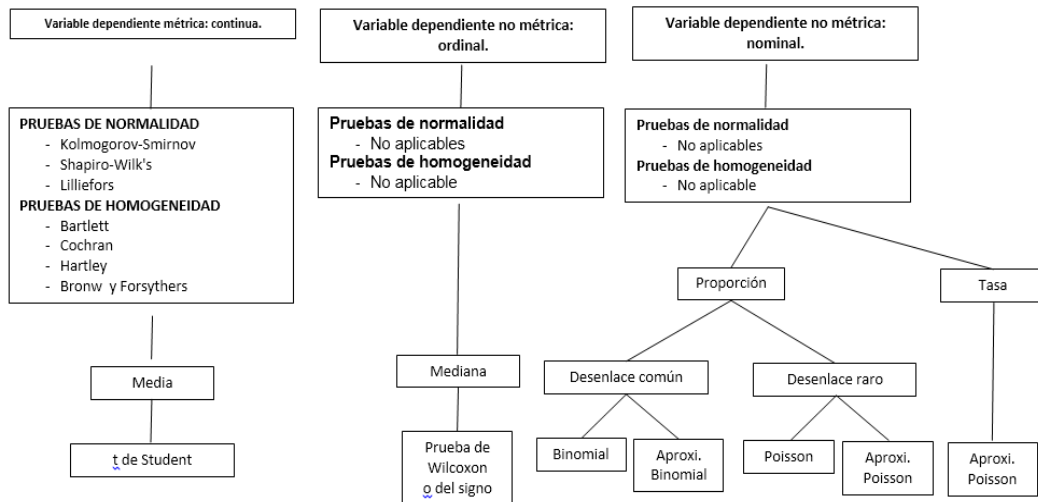 Variable dependiente métrica: continua.
PRUEBAS DE NORMALIDAD
- Kolmogorov-Smirnov
- Shapiro-Wilk's
- Lilliefors
PRUEBAS DE HOMOGENEIDAD
- Bartlett
- Cochran
- Hartley
- Bronw y Forsythers
Media
t de Student
Variable dependiente no métrica:
ordinal.
Pruebas de normalidad
- No aplicables
Pruebas de homogeneidad
- No aplicable
Mediana
Prueba de
Wilcoxon
o del signo
Variable dependiente no métrica:
nominal.
Pruebas de normalidad
- No aplicables
Pruebas de homogeneidad
- No aplicable
Proporción
Tasa
Desenlace común
Desenlace raro
Binomial
Aproxi.
Binomial
Poisson
Aproxi.
Poisson
Aproxi.
Poisson